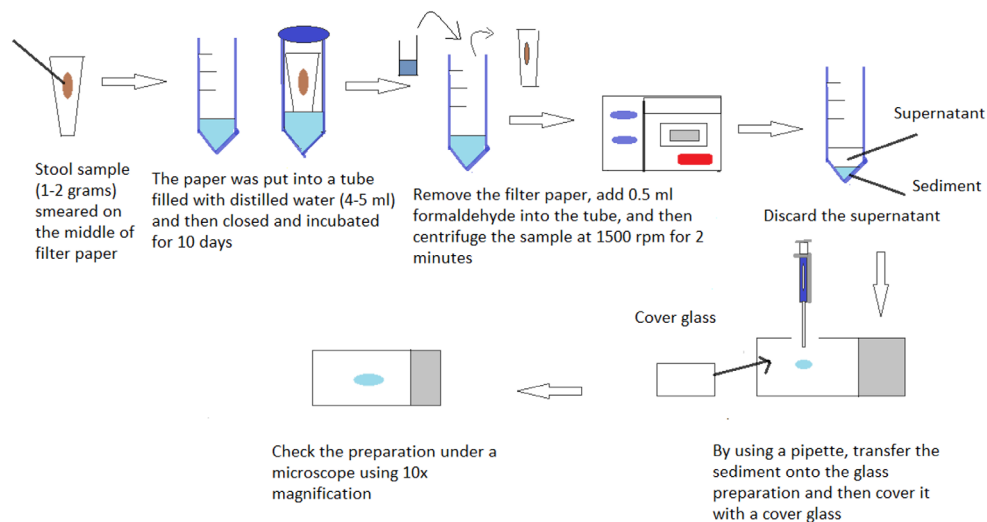 Stool sample
(1-2 grams)
smeared on
the middle of
filter paper
The paper was put into a tube
filled with distilled water (4-5 ml)
and then closed and incubated
for 10 days
Remove the filter paper, add 0.5 ml
formaldehyde into the tube, and then
centrifuge the sample at 1500 rpm for 2
minutes
Supernatant
Sediment
Discard the supernatant
Cover glass
By using a pipette, transfer the
sediment onto the glass
preparation and then cover it
with a cover glass
Check the preparation under a
microscope using 10x
magnification